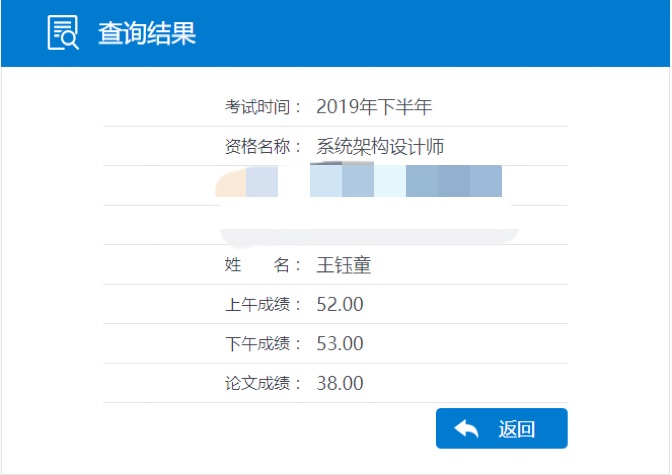 查询结果
考试时间： 2019年下半年
资格名称： 系统架构设计师
姓　　名： 王钰童
上午成绩： 52.00
下午成绩： 53.00
论文成绩： 38.00
返回